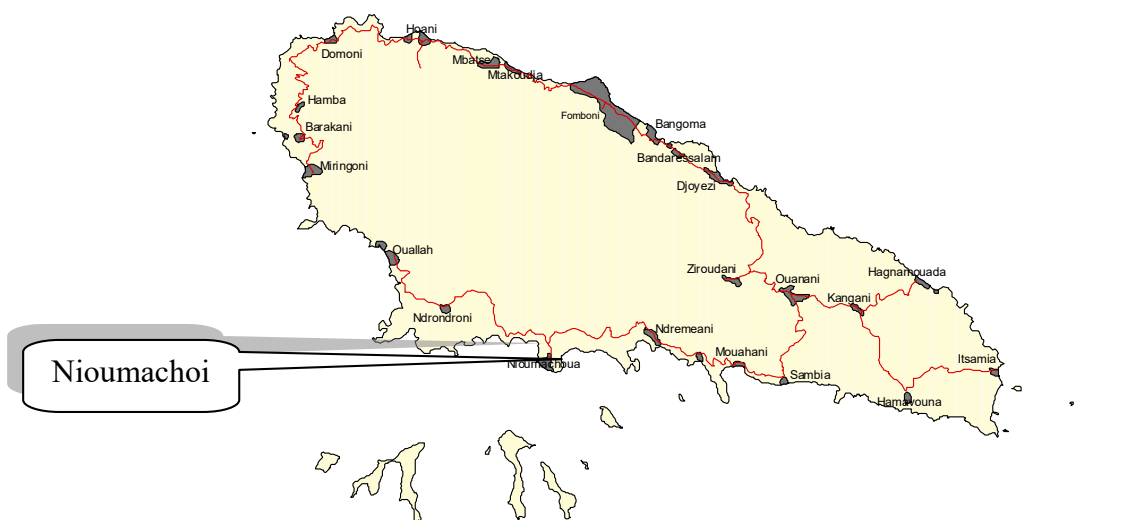 Hoani
Domoni
Mbatse
Mtakoudja
Hamba
Fomboni
Bangoma
Barakani
Bandaressalam
Miringoni
Djoyezi
Ouallah
Ziroudani
Hagnamouada
Ouanani
Kangani
Ndrondroni
Ndremeani
Mouahani
Itsamia
Nioumachoua
Nioumachoi
Sambia
Hamavouna